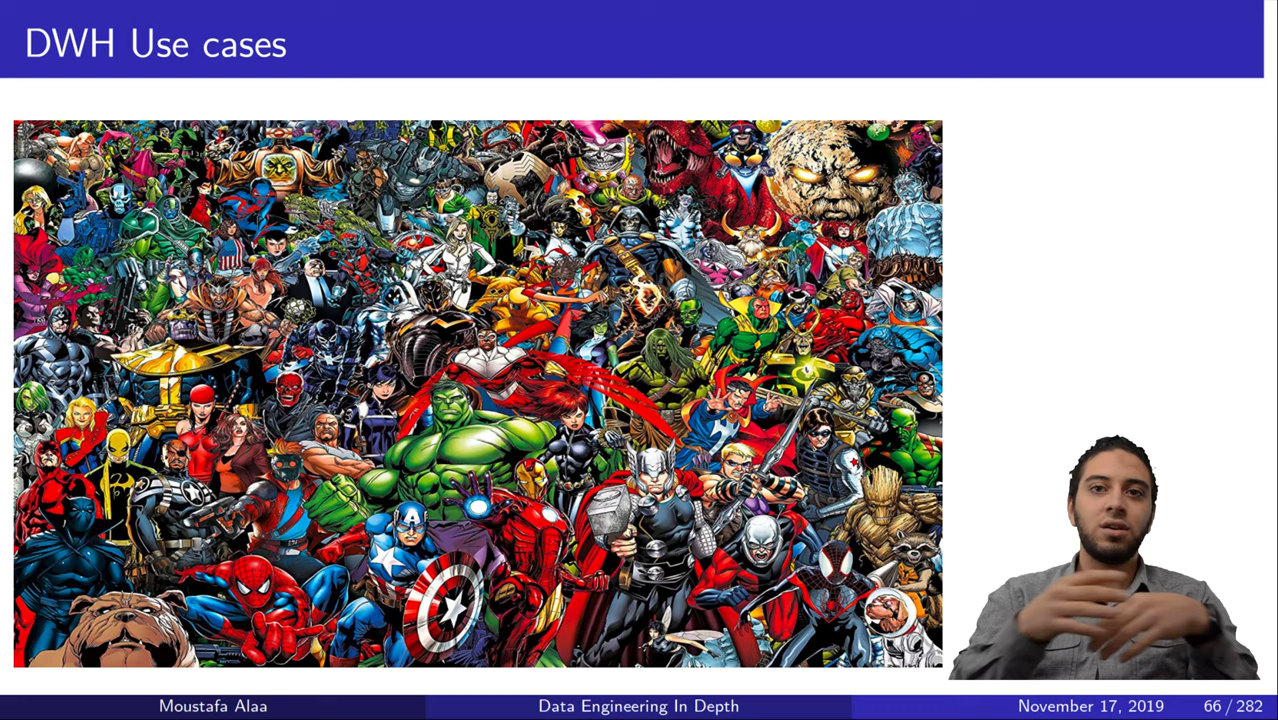 DWH Use cases
Moustafa Alaa
Data Engineering In Depth
November 17, 2019
66 / 282